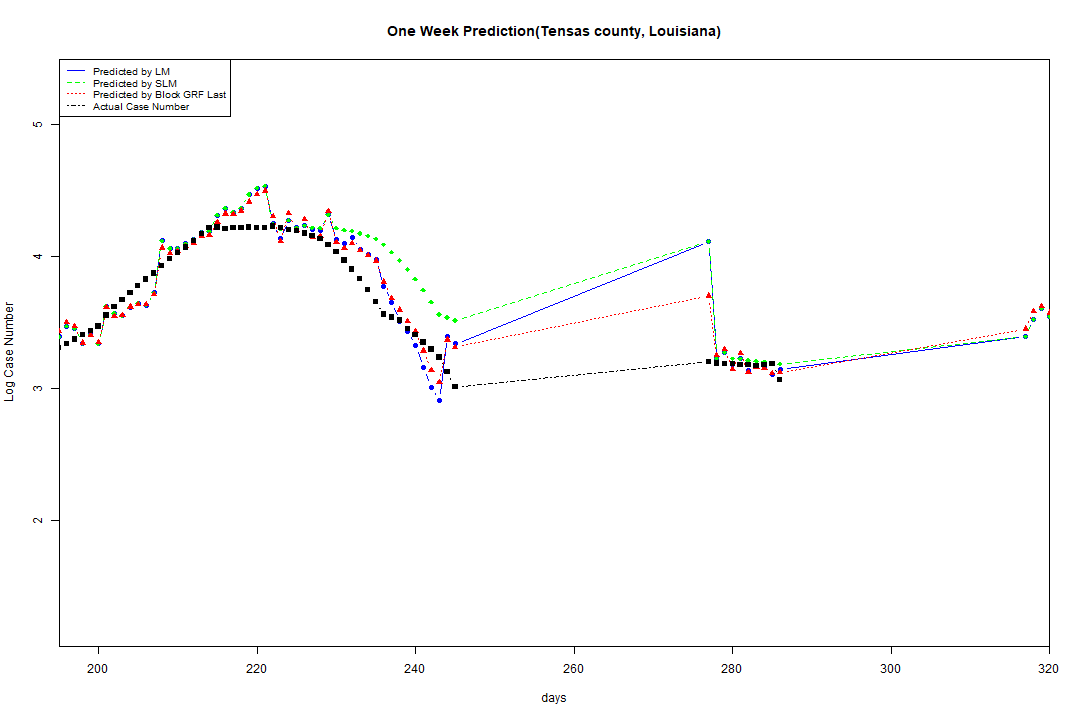 One Week Prediction(Tensas county, Louisiana)
Predicted by LM
Predicted by SLM
Predicted by Block GRF Last
Actual Case Number
5
4
3
2
Log Case Number
200 220 240 260 280 300 320
days